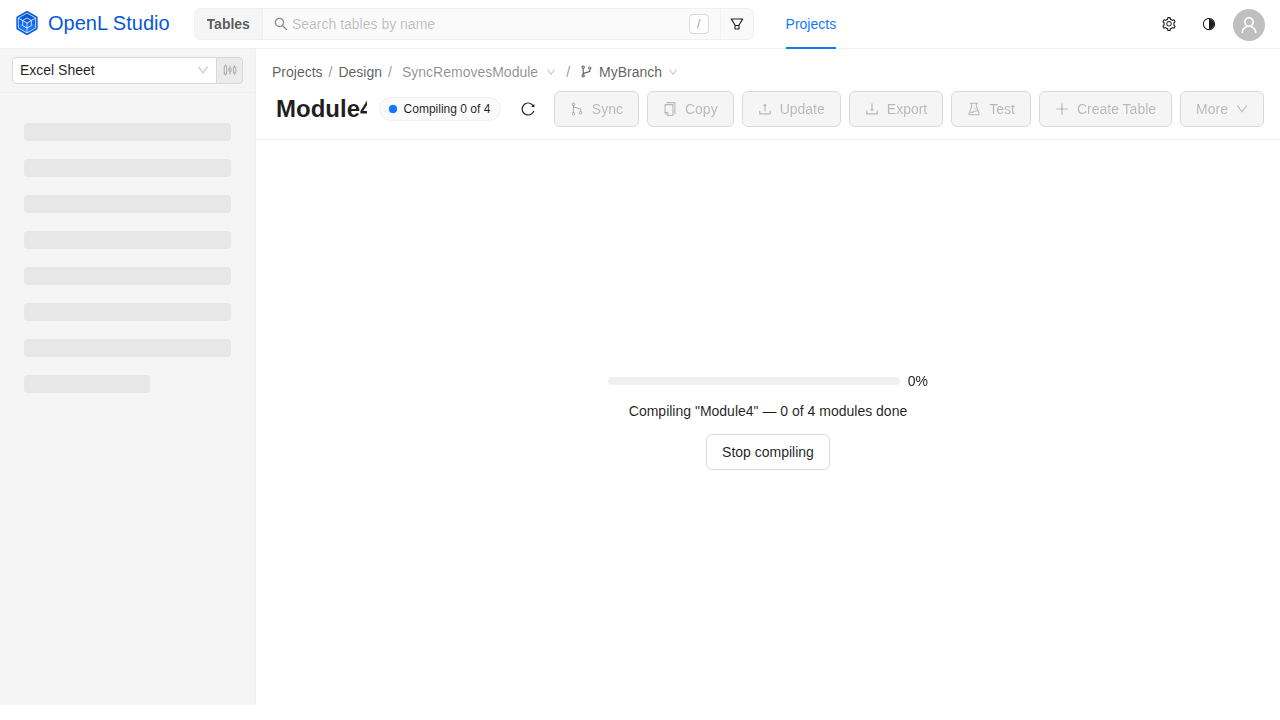 OpenL Studio
Tables
Search tables by name
/
Projects
Excel Sheet
Projects / Design / SyncRemovesModule / MyBranch
Module4
Compiling 0 of 4
Sync
Copy
Update
Export
Test
Create Table
More
0%
Compiling "Module4" — 0 of 4 modules done
Stop compiling